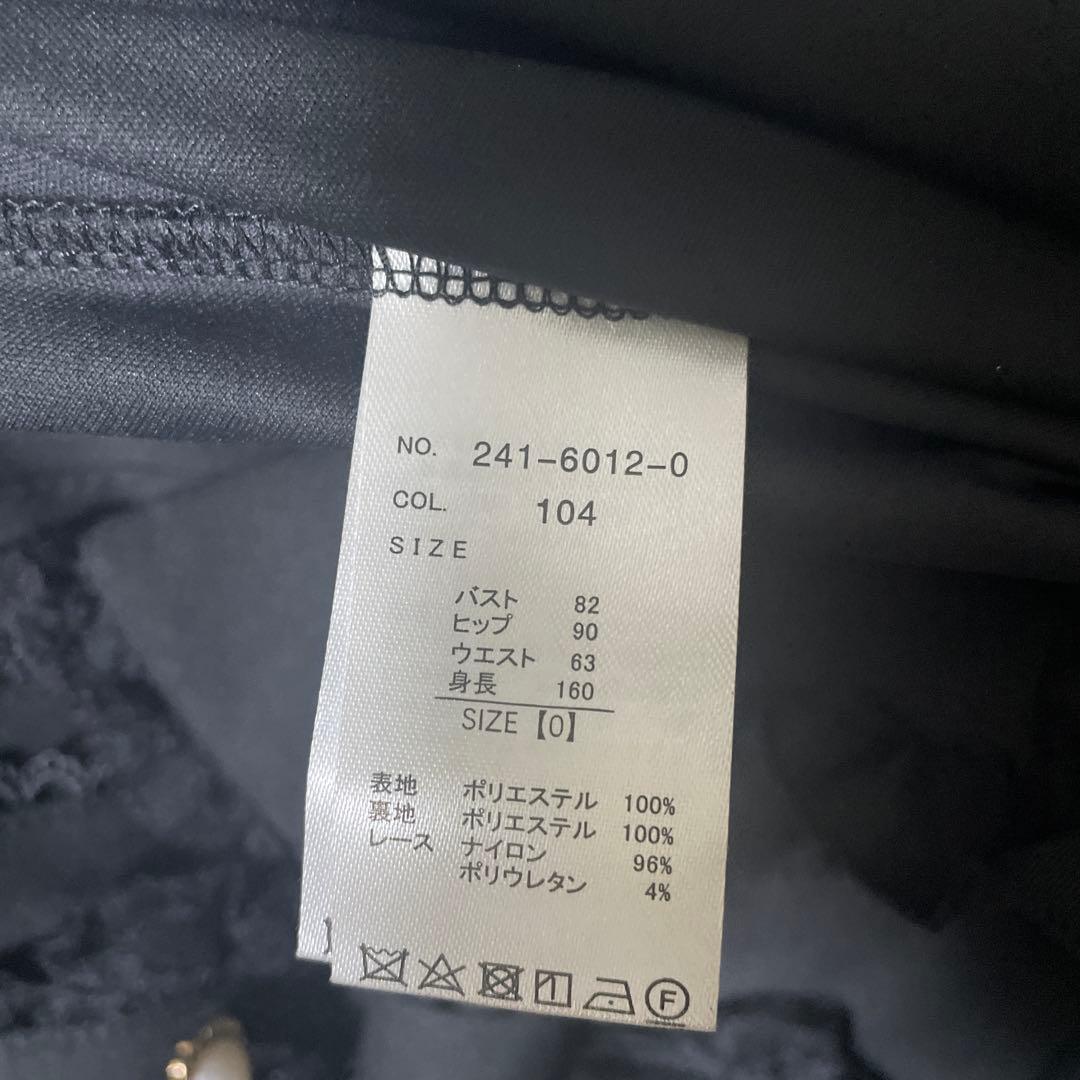 NO. 241-6012-0
COL. 104
SIZE
バスト 82
ヒップ 90
ウエスト 63
身長 160
SIZE【0】
表地 ポリエステル 100%
裏地 ポリエステル 100%
レース ナイロン 96%
ポリウレタン 4%
F